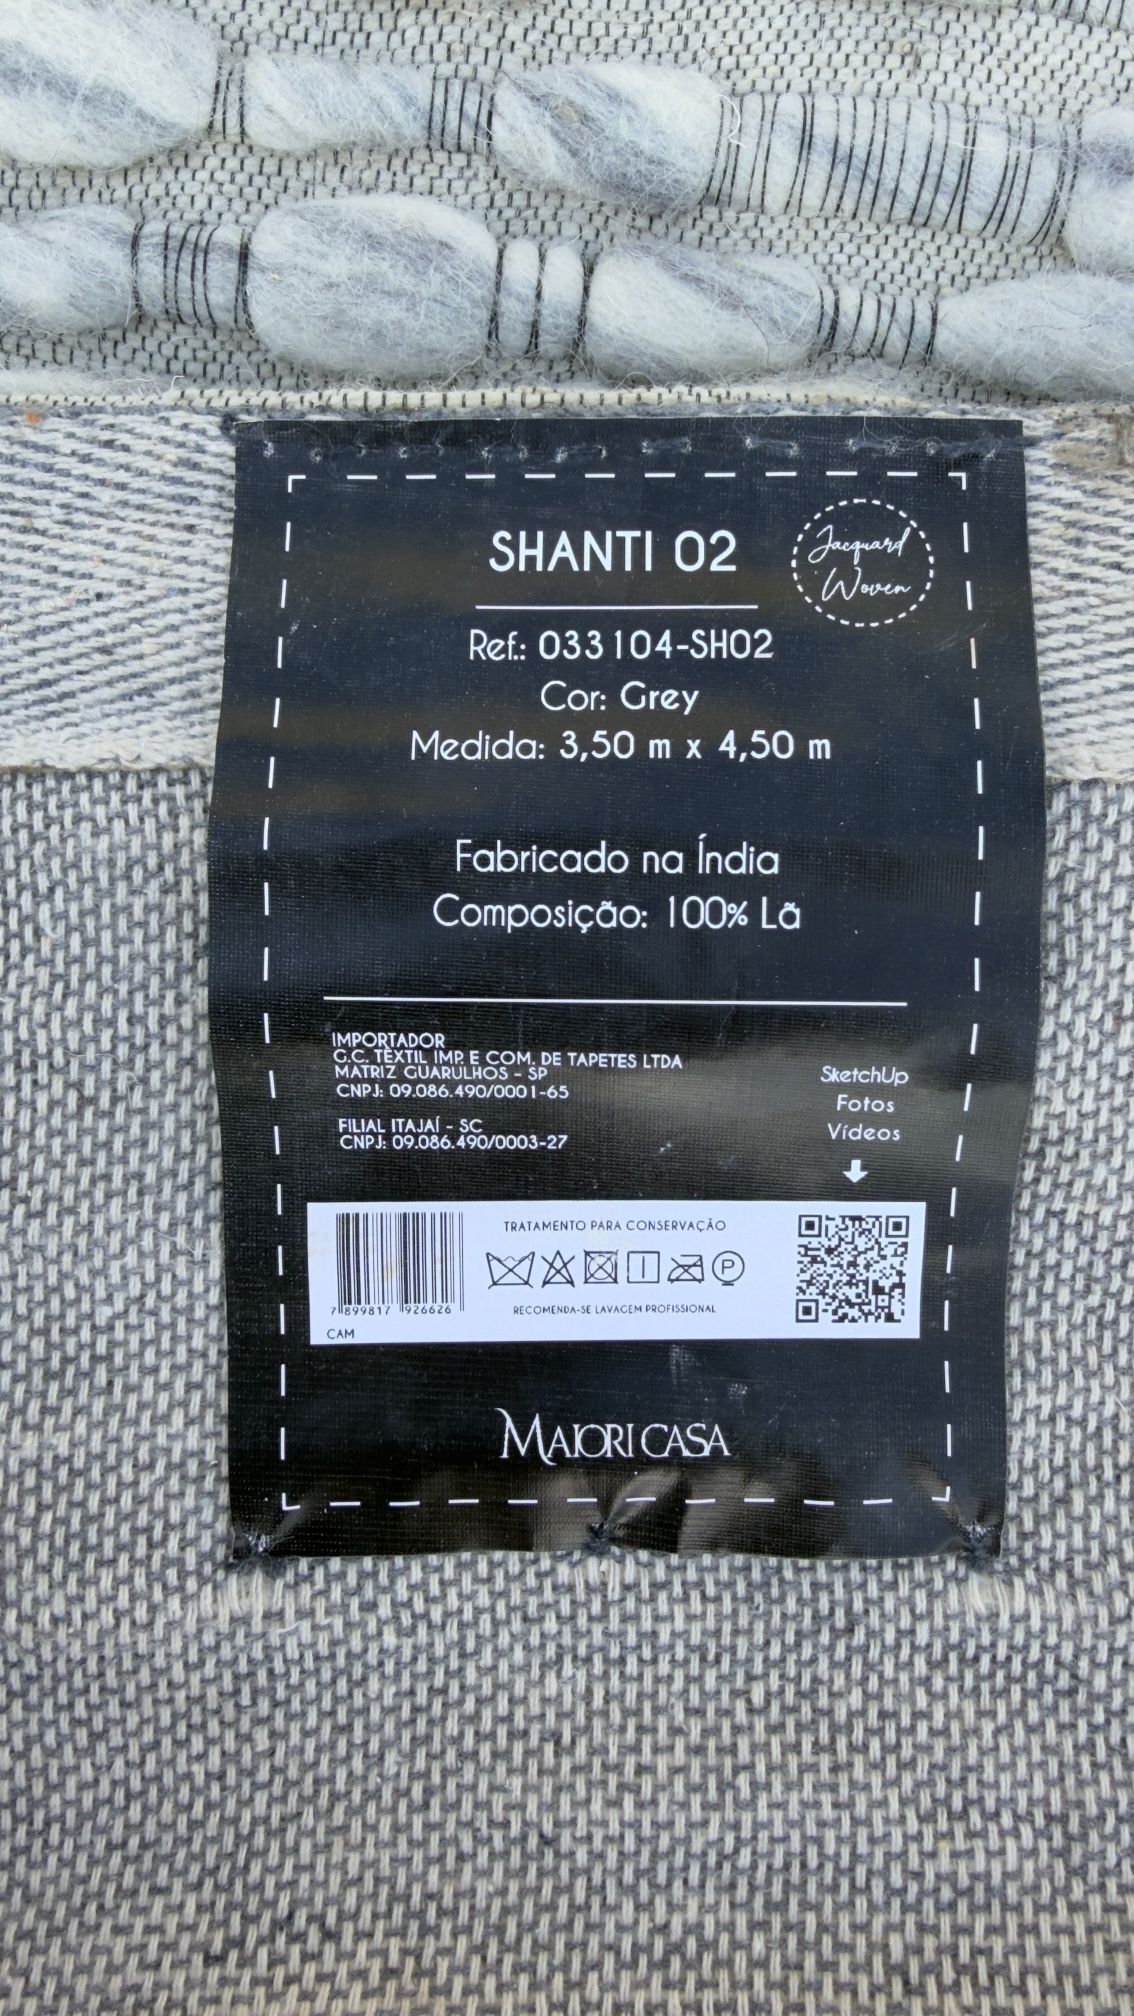 SHANTI 02
Jacquard
Woven
Ref.: 033104-SH02
Cor: Grey
Medida: 3,50 m x 4,50 m
Fabricado na Índia
Composição: 100% Lã
IMPORTADOR
G.C. TÊXTIL IMP. E COM. DE TAPETES LTDA
MATRIZ GUARULHOS - SP
CNPJ: 09.086.490/0001-65
FILIAL ITAJAÍ - SC
CNPJ: 09.086.490/0003-27
SketchUp
Fotos
Vídeos
TRATAMENTO PARA CONSERVAÇÃO
P
RECOMENDA-SE LAVAGEM PROFISSIONAL
7 899817 926626
CAM
MAIORI CASA